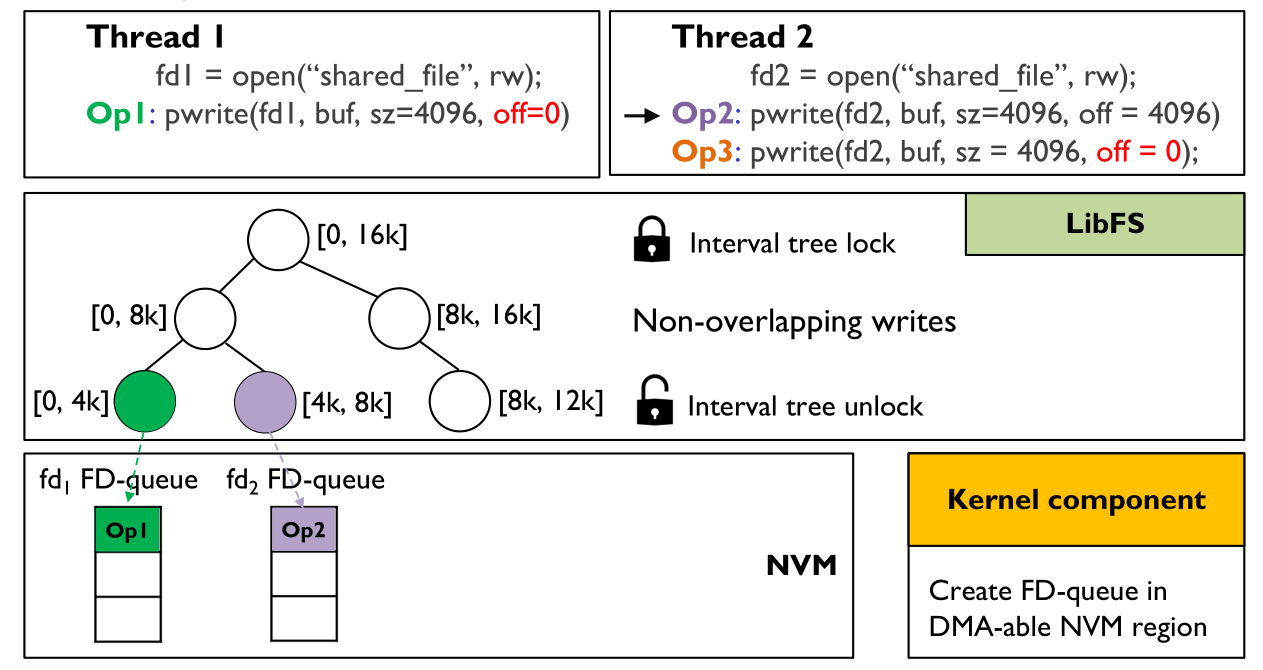 Thread 1
fd1 = open(“shared_file”, rw);
Op1: pwrite(fd1, buf, sz=4096, off=0)
Thread 2
fd2 = open(“shared_file”, rw);
Op2: pwrite(fd2, buf, sz=4096, off = 4096)
Op3: pwrite(fd2, buf, sz = 4096, off = 0);
LibFS
[0, 16k]
Interval tree lock
[0, 8k]
[8k, 16k]
Non-overlapping writes
[0, 4k]
[4k, 8k]
[8k, 12k]
Interval tree unlock
fd1 FD-queue
fd2 FD-queue
Op1
Op2
NVM
Kernel component
Create FD-queue in
DMA-able NVM region